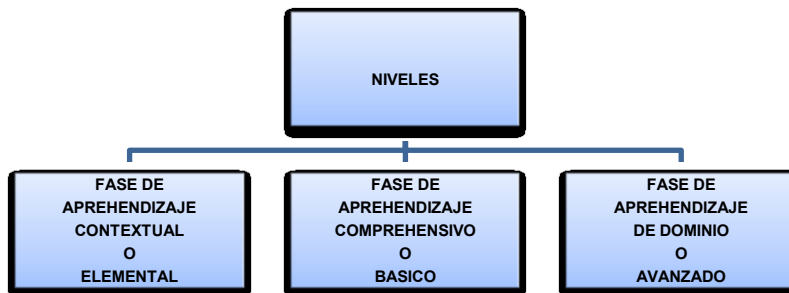 NIVELES
FASE DE
APREHENDIZAJE
CONTEXTUAL
O
ELEMENTAL
FASE DE
APREHENDIZAJE
COMPREHENSIVO
O
BASICO
FASE DE
APREHENDIZAJE
DE DOMINIO
O
AVANZADO